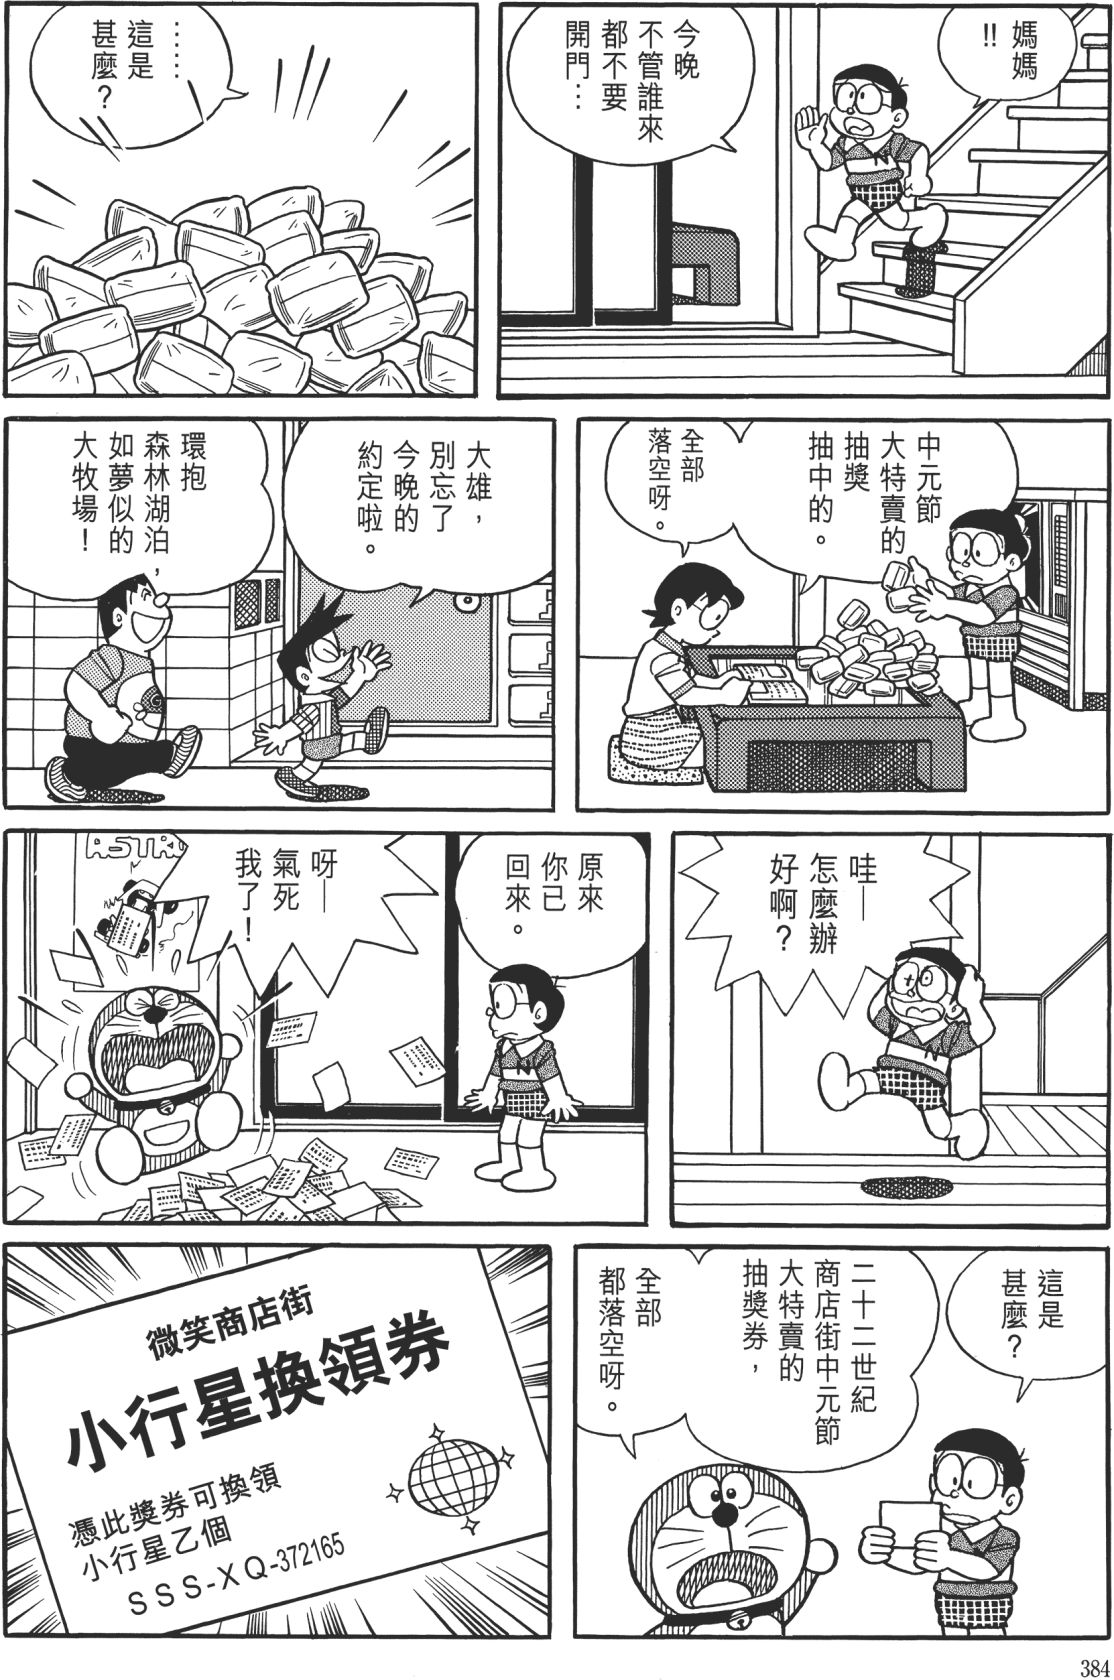 媽媽
!!
今晚
不管誰來
都不要
開門⋯
⋯⋯
這是
甚麼?
中元節
大特賣的
抽獎
抽中的。
全部
落空呀。
大雄,
別忘了
今晚的
約定啦。
環抱
森林湖泊,
如夢似的
大牧場!
哇—
怎麼辦
好啊?
原來
你已
回來。
呀—
氣死
我了!
ASTRO
這是
甚麼?
二十二世紀
商店街中元節
大特賣的
抽獎券,
全部
都落空呀。
微笑商店街
小行星換領券
憑此獎券可換領
小行星乙個
SSS-XQ-372165
384